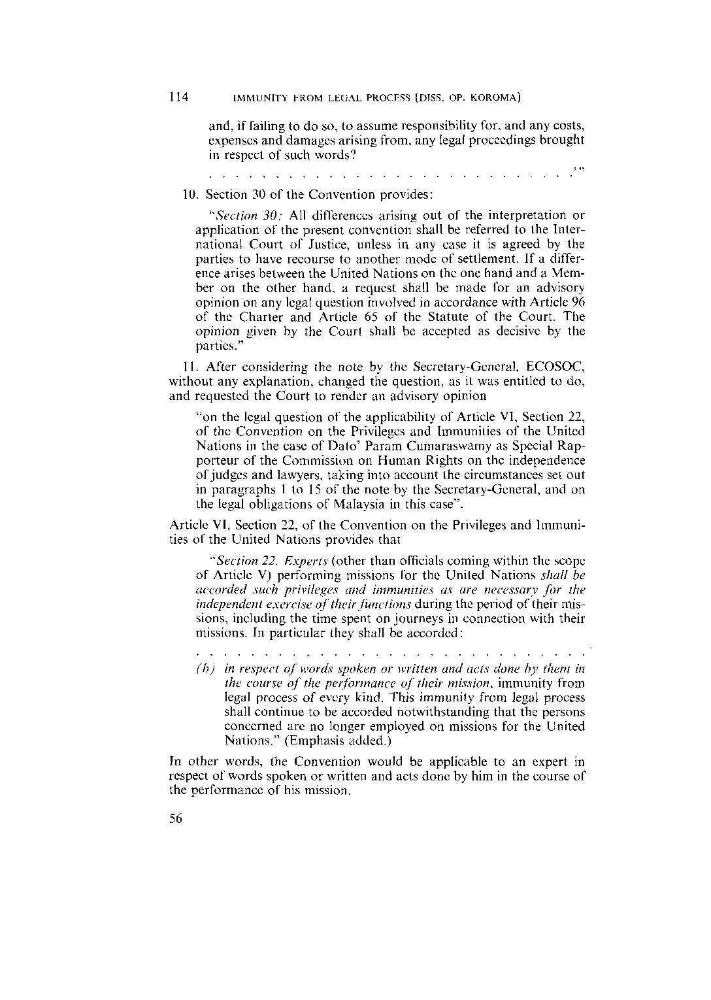 114 IMMUNITY FROM LEGAL PROCESS (DISS. OP. KOROMA)
and, if failing to do so, to assume responsibility for, and any costs,
expenses and damages arising from, any legal proceedings brought
in respect of such words?
. . . . . . . . . . . . . . . . . . . . . . . . . . . .’”
10. Section 30 of the Convention provides:
“Section 30: All differences arising out of the interpretation or
application of the present convention shall be referred to the Inter-
national Court of Justice, unless in any case it is agreed by the
parties to have recourse to another mode of settlement. If a differ-
ence arises between the United Nations on the one hand and a Mem-
ber on the other hand, a request shall be made for an advisory
opinion on any legal question involved in accordance with Article 96
of the Charter and Article 65 of the Statute of the Court. The
opinion given by the Court shall be accepted as decisive by the
parties.”
11. After considering the note by the Secretary-General, ECOSOC,
without any explanation, changed the question, as it was entitled to do,
and requested the Court to render an advisory opinion
“on the legal question of the applicability of Article VI, Section 22,
of the Convention on the Privileges and Immunities of the United
Nations in the case of Dato’ Param Cumaraswamy as Special Rap-
porteur of the Commission on Human Rights on the independence
of judges and lawyers, taking into account the circumstances set out
in paragraphs 1 to 15 of the note by the Secretary-General, and on
the legal obligations of Malaysia in this case”.
Article VI, Section 22, of the Convention on the Privileges and Immuni-
ties of the United Nations provides that
“Section 22. Experts (other than officials coming within the scope
of Article V) performing missions for the United Nations shall be
accorded such privileges and immunities as are necessary for the
independent exercise of their functions during the period of their mis-
sions, including the time spent on journeys in connection with their
missions. In particular they shall be accorded:
. . . . . . . . . . . . . . . . . . . . . . . . . . . . .
(b) in respect of words spoken or written and acts done by them in
the course of the performance of their mission, immunity from
legal process of every kind. This immunity from legal process
shall continue to be accorded notwithstanding that the persons
concerned are no longer employed on missions for the United
Nations.” (Emphasis added.)
In other words, the Convention would be applicable to an expert in
respect of words spoken or written and acts done by him in the course of
the performance of his mission.
56